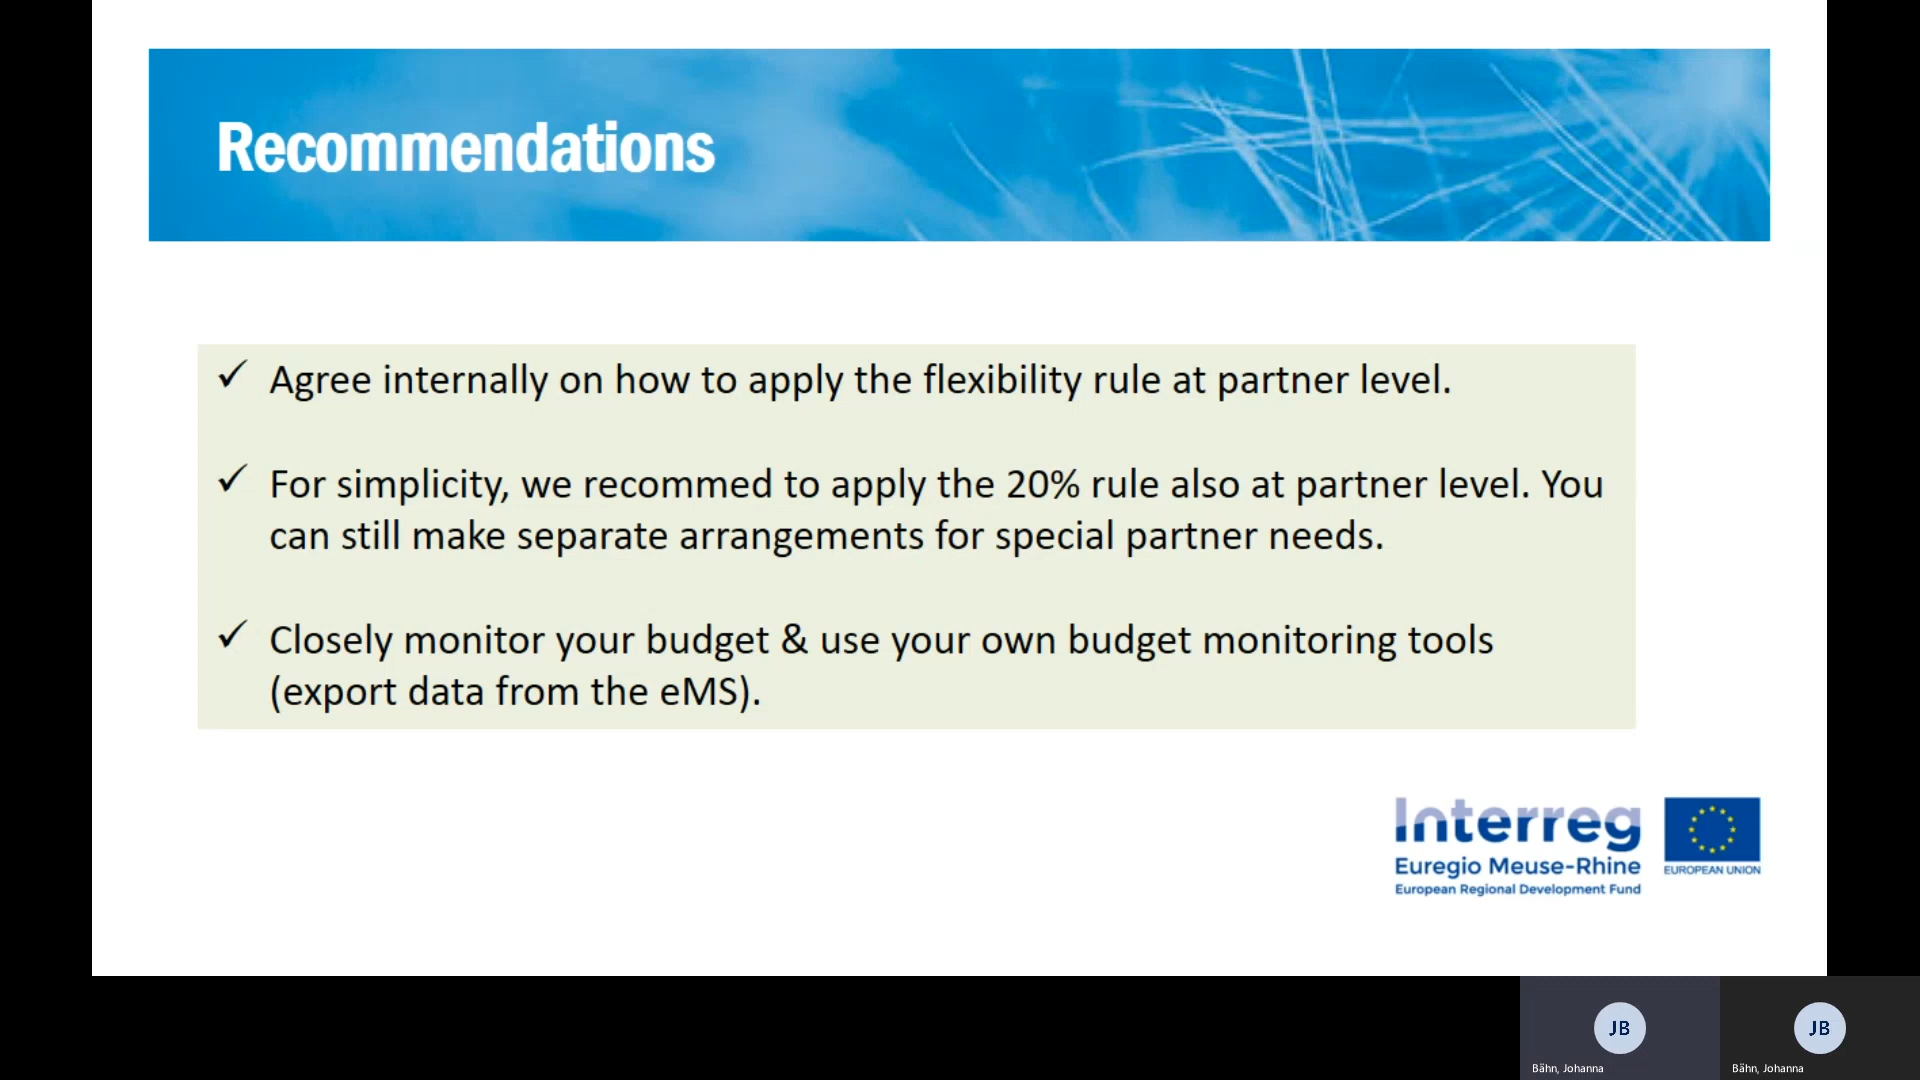 Recommendations
✓ Agree internally on how to apply the flexibility rule at partner level.
✓ For simplicity, we recommed to apply the 20% rule also at partner level. You
can still make separate arrangements for special partner needs.
✓ Closely monitor your budget & use your own budget monitoring tools
(export data from the eMS).
Interreg
Euregio Meuse-Rhine
European Regional Development Fund
EUROPEAN UNION
JB
Bähn, Johanna
JB
Bähn, Johanna